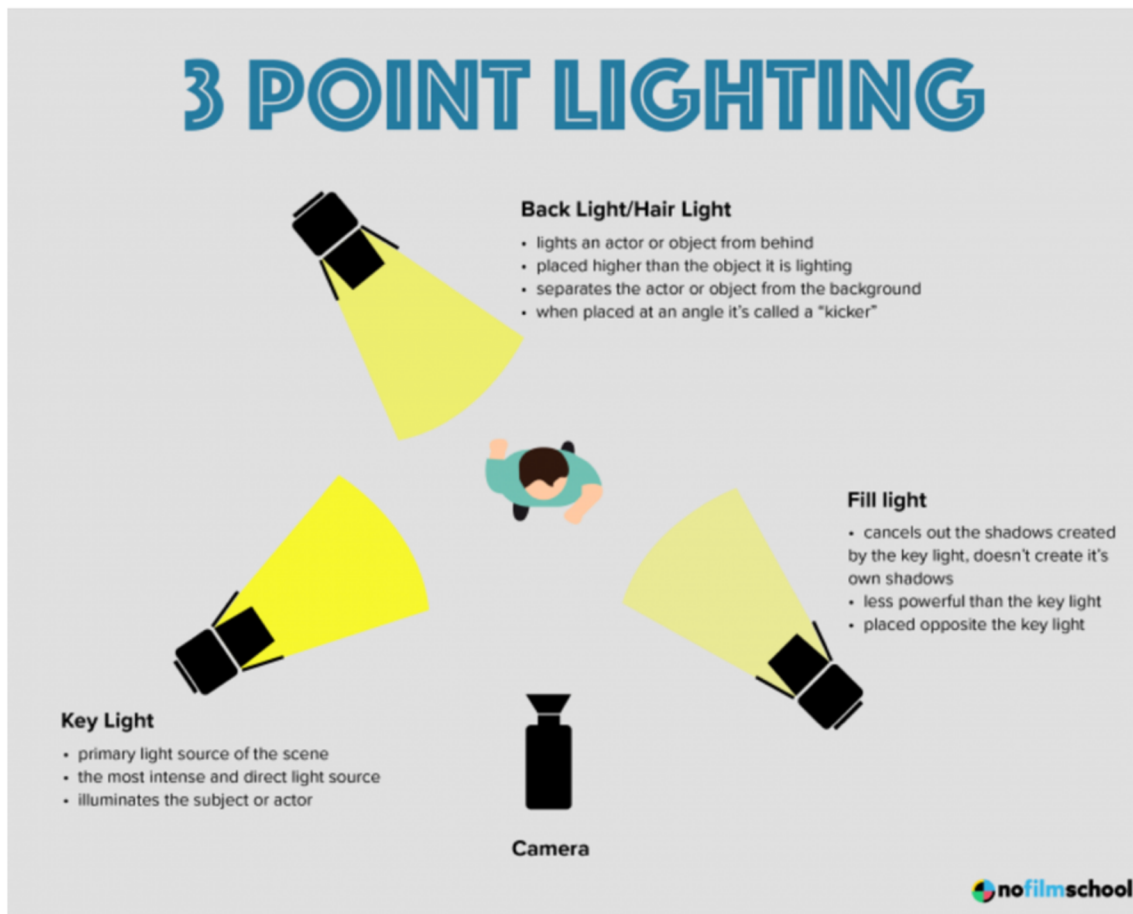 3 POINT LIGHTING
Back Light/Hair Light
• lights an actor or object from behind
• placed higher than the object it is lighting
• separates the actor or object from the background
• when placed at an angle it's called a "kicker"
Fill light
• cancels out the shadows created
by the key light, doesn't create it's
own shadows
• less powerful than the key light
• placed opposite the key light
Key Light
• primary light source of the scene
• the most intense and direct light source
• illuminates the subject or actor
Camera
nofilmschool